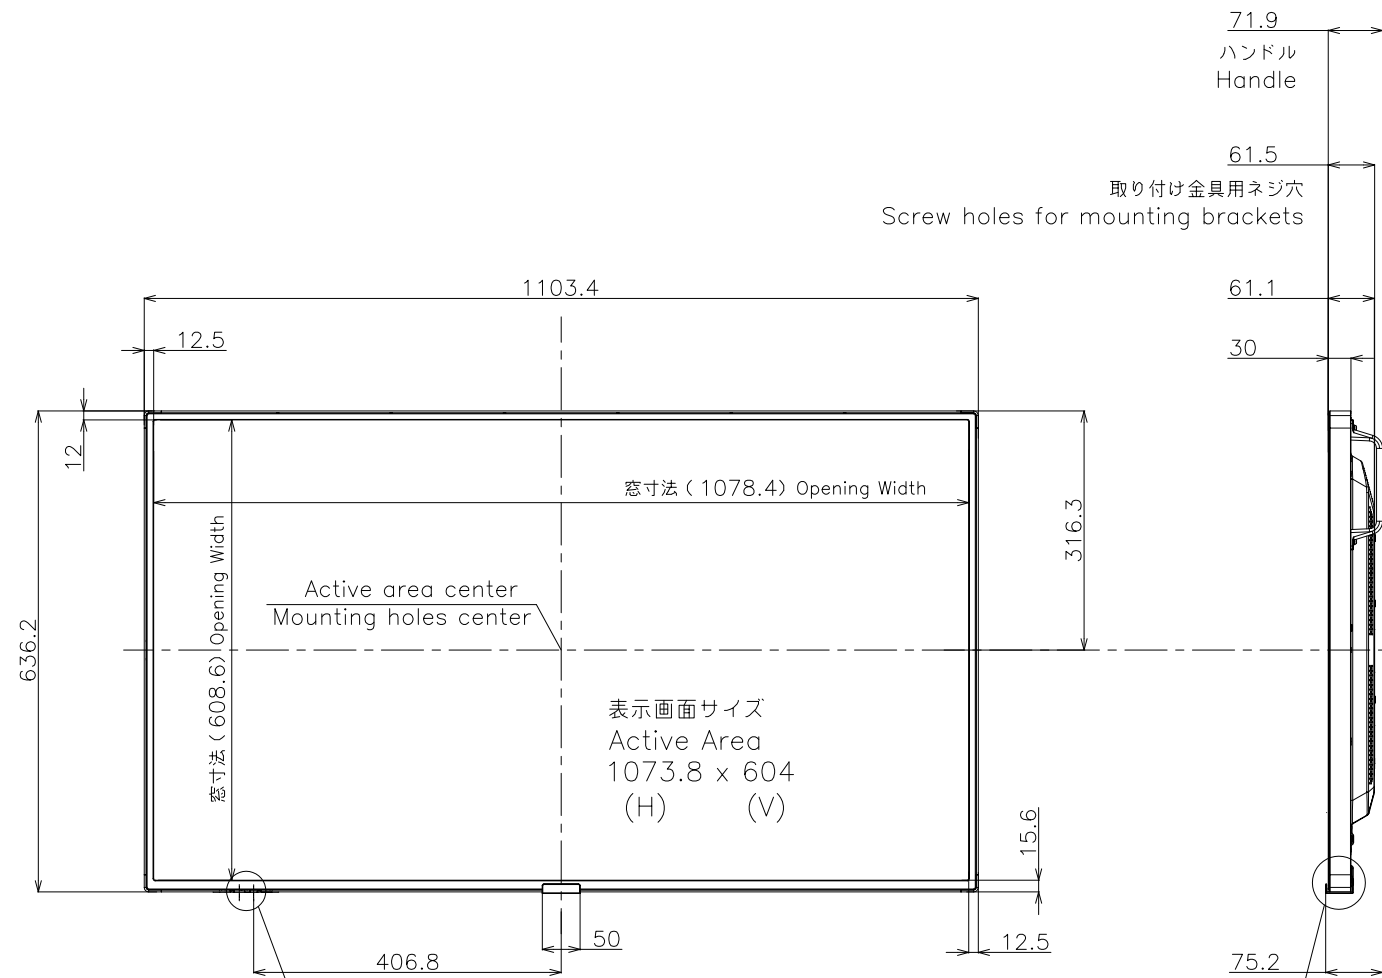 71.9
ハンドル
Handle
61.5
取り付け金具用ネジ穴
Screw holes for mounting brackets
1103.4
61.1
12.5
30
12
窓寸法 ( 1078.4) Opening Width
316.3
窓寸法 ( 608.6) Opening Width
Active area center
Mounting holes center
636.2
表示画面サイズ
Active Area
1073.8 x 604
(H) (V)
15.6
50
12.5
406.8
75.2